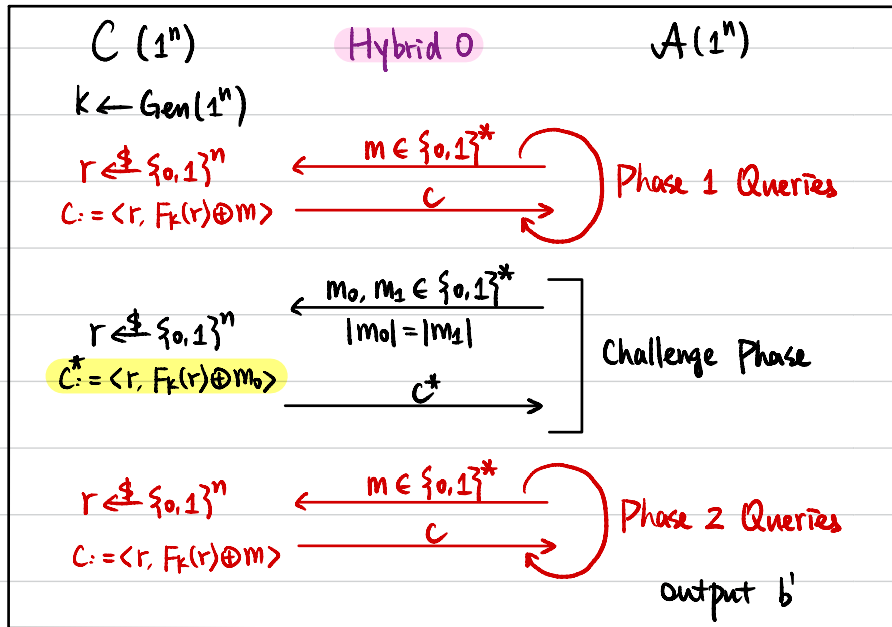 C (1ⁿ) Hybrid 0 A(1ⁿ)
k ← Gen(1ⁿ)
m ∈ {0,1}*
r ←$ {0,1}ⁿ
C := <r, Fₖ(r)⊕m>
C
Phase 1 Queries
m₀, m₁ ∈ {0,1}*
r ←$ {0,1}ⁿ
|m₀| = |m₁|
C* := <r, Fₖ(r)⊕m₀>
C*
Challenge Phase
m ∈ {0,1}*
r ←$ {0,1}ⁿ
C := <r, Fₖ(r)⊕m>
C
Phase 2 Queries
output b'